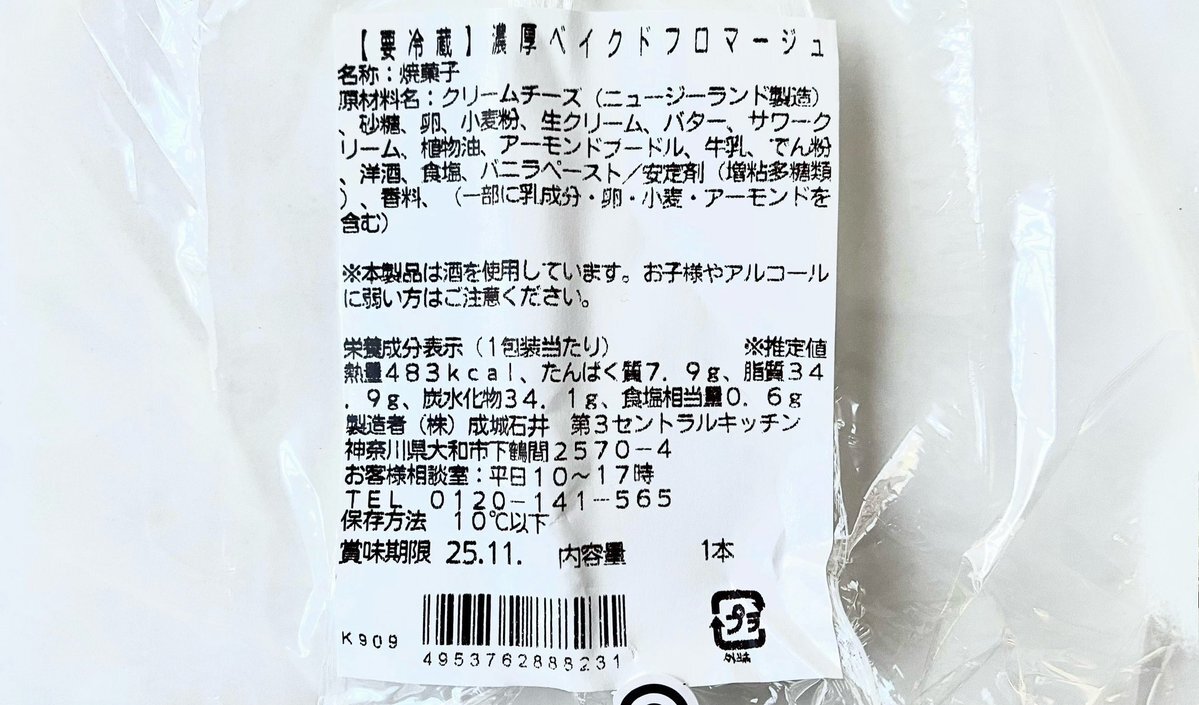 【要冷蔵】濃厚ベイクドフロマージュ
名称：焼菓子
原材料名：クリームチーズ（ニュージーランド製造）
、砂糖、卵、小麦粉、生クリーム、バター、サワーク
リーム、植物油、アーモンドプードル、牛乳、でん粉
、洋酒、食塩、バニラペースト／安定剤（増粘多糖類
）、香料、（一部に乳成分・卵・小麦・アーモンドを
含む）
※本製品は酒を使用しています。お子様やアルコール
に弱い方はご注意ください。
栄養成分表示（１包装当たり）　※推定値
熱量４８３ｋｃａｌ、たんぱく質７．９ｇ、脂質３４
．９ｇ、炭水化物３４．１ｇ、食塩相当量０．６ｇ
製造者（株）成城石井　第３セントラルキッチン
神奈川県大和市下鶴間２５７０－４
お客様相談室：平日１０～１７時
ＴＥＬ　０１２０－１４１－５６５
保存方法　１０℃以下
賞味期限 25.11.　内容量　1本
K909
4953762888231
プラ
外装